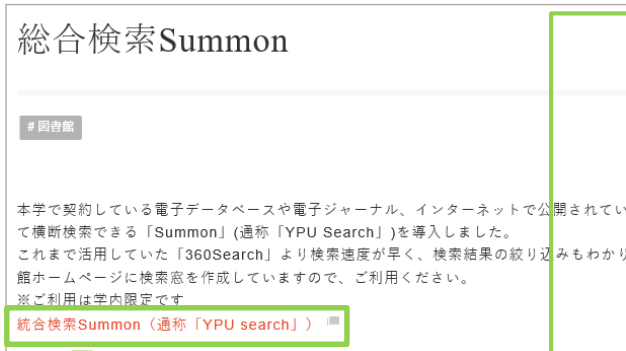 総合検索Summon
#図書館
本学で契約している電子データベースや電子ジャーナル、インターネットで公開されてい
て横断検索できる「Summon」(通称「YPU Search」)を導入しました。
これまで活用していた「360Search」より検索速度が早く、検索結果の絞り込みもわかり
館ホームページに検索窓を作成していますので、ご利用ください。
※ご利用は学内限定です
統合検索Summon（通称「YPU search」）